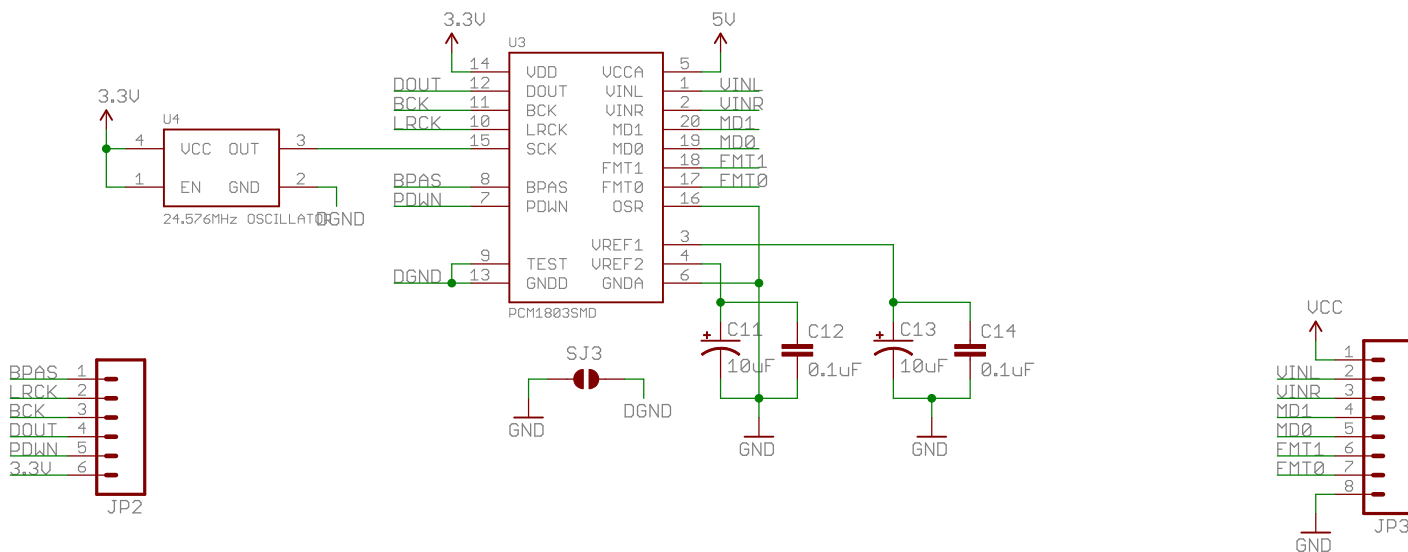 3.3V
5V
U3
14 VDD VCCA 5
DOUT 12 DOUT VINL 1 VINL
BCK 11 BCK VINR 2 VINR
LRCK 10 LRCK MD1 20 MD1
15 SCK MD0 19 MD0
FMT1 18 FMT1
BPAS 8 BPAS FMT0 17 FMT0
PDWN 7 PDWN OSR 16
VREF1 3
9 TEST VREF2 4
DGND 13 GNDD GNDA 6
PCM1803SMD
3.3V
U4
4 VCC OUT 3
1 EN GND 2
24.576MHz OSCILLATOR
DGND
C11
10uF
C12
0.1uF
C13
10uF
C14
0.1uF
GND
GND
SJ3
GND
DGND
BPAS 1
LRCK 2
BCK 3
DOUT 4
PDWN 5
3.3V 6
JP2
VCC
1
VINL 2
VINR 3
MD1 4
MD0 5
FMT1 6
FMT0 7
8
GND
JP3